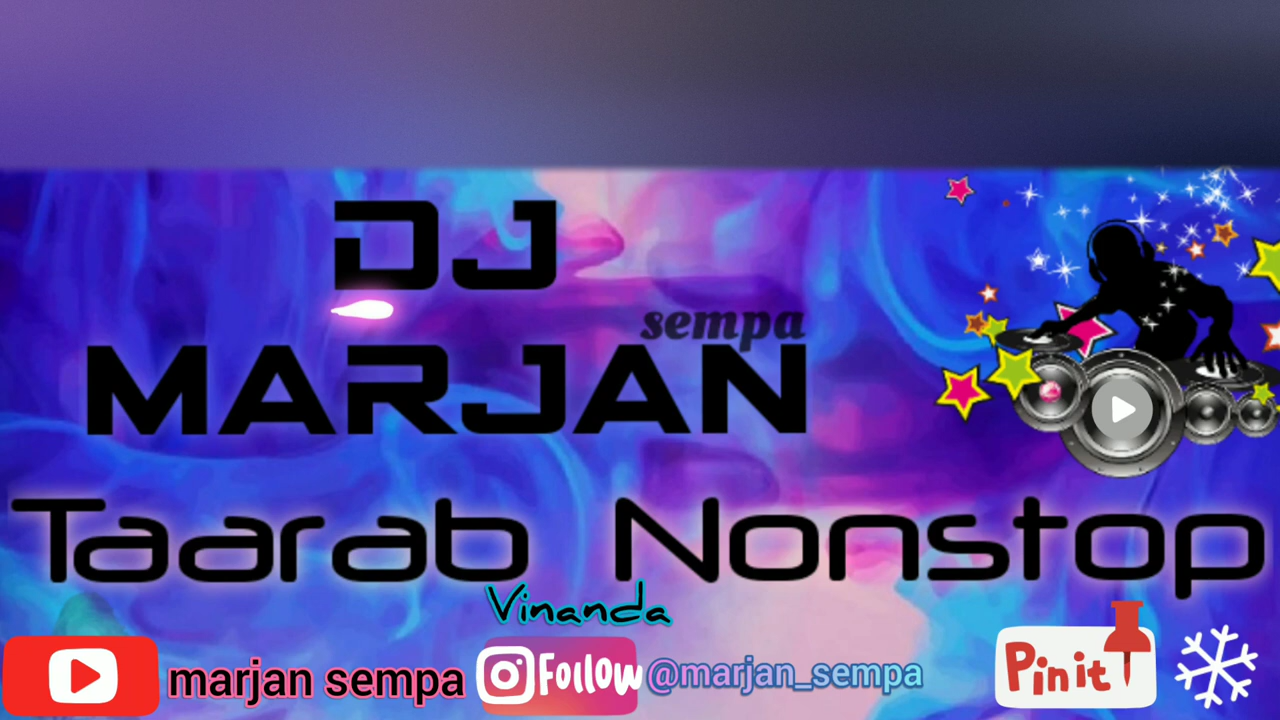 DJ
sempa
MARJAN
Taarab Nonstop
Vinanda
marjan sempa
Follow
@marjan_sempa
Pin it